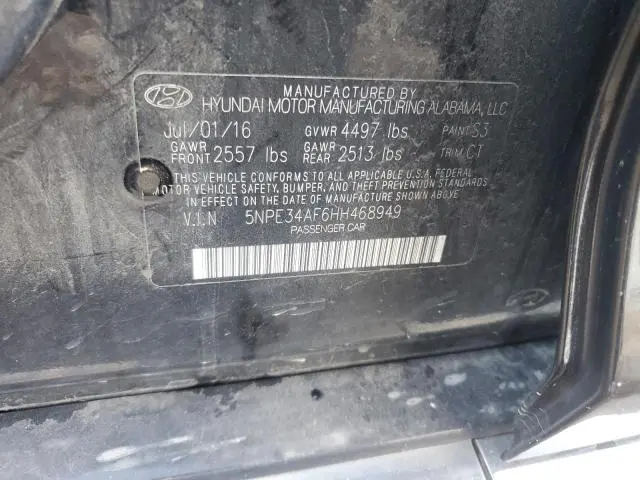 MANUFACTURED BY
HYUNDAI MOTOR MANUFACTURING ALABAMA, LLC
Jul/01/16 GVWR 4497 lbs PAINT S3
GAWR FRONT 2557 lbs GAWR REAR 2513 lbs TRIM CT
THIS VEHICLE CONFORMS TO ALL APPLICABLE U.S.A. FEDERAL
MOTOR VEHICLE SAFETY, BUMPER, AND THEFT PREVENTION STANDARDS
IN EFFECT ON THE DATE OF MANUFACTURE SHOWN ABOVE
V.I.N 5NPE34AF6HH468949
PASSENGER CAR